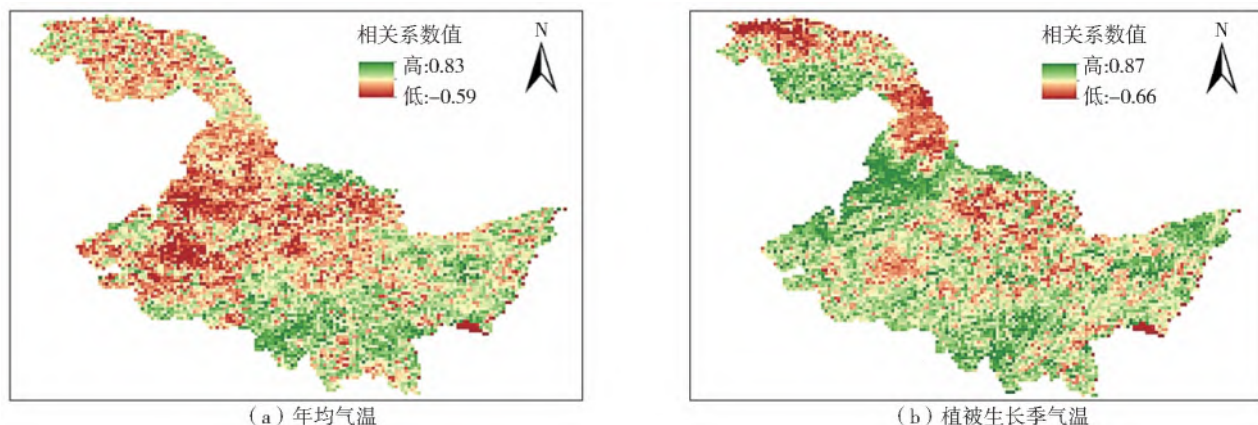 相关系数值
高:0.83
低:-0.59
N
(a)年均气温
相关系数值
高:0.87
低:-0.66
N
(b)植被生长季气温